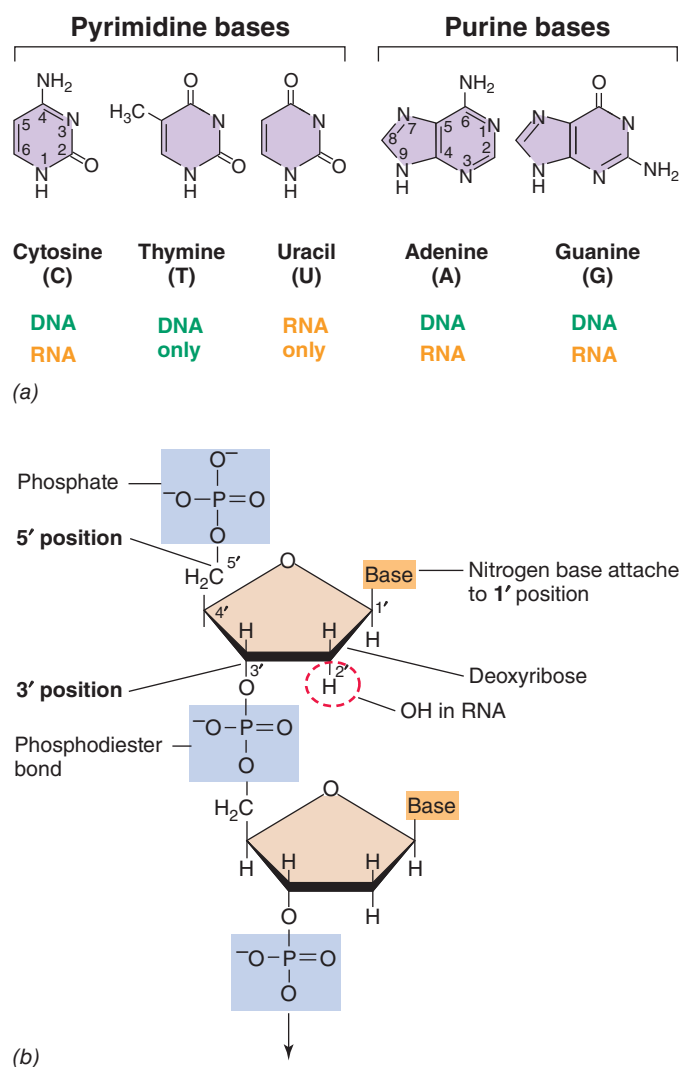 Pyrimidine bases
Purine bases
NH₂
5 4 N
3
6 1 2
N O
H
O
H₃C N
N O
H
O
N
N O
H
NH₂
N 7 5 6 1 N
8 9 4 3 2
N N
H
O
N N
N N NH₂
H
Cytosine
(C)
Thymine
(T)
Uracil
(U)
Adenine
(A)
Guanine
(G)
DNA
RNA
DNA
only
RNA
only
DNA
RNA
DNA
RNA
(a)
O⁻
Phosphate
⁻O–P=O
O
5′ position
5′
H₂C
O
Base
Nitrogen base attache
to 1′ position
4′
1′
H H
H
3′
2′
Deoxyribose
3′ position
O
H
OH in RNA
⁻O–P=O
Phosphodiester
bond
O
H₂C
O
Base
H H H H
H
O
⁻O–P=O
O
(b)